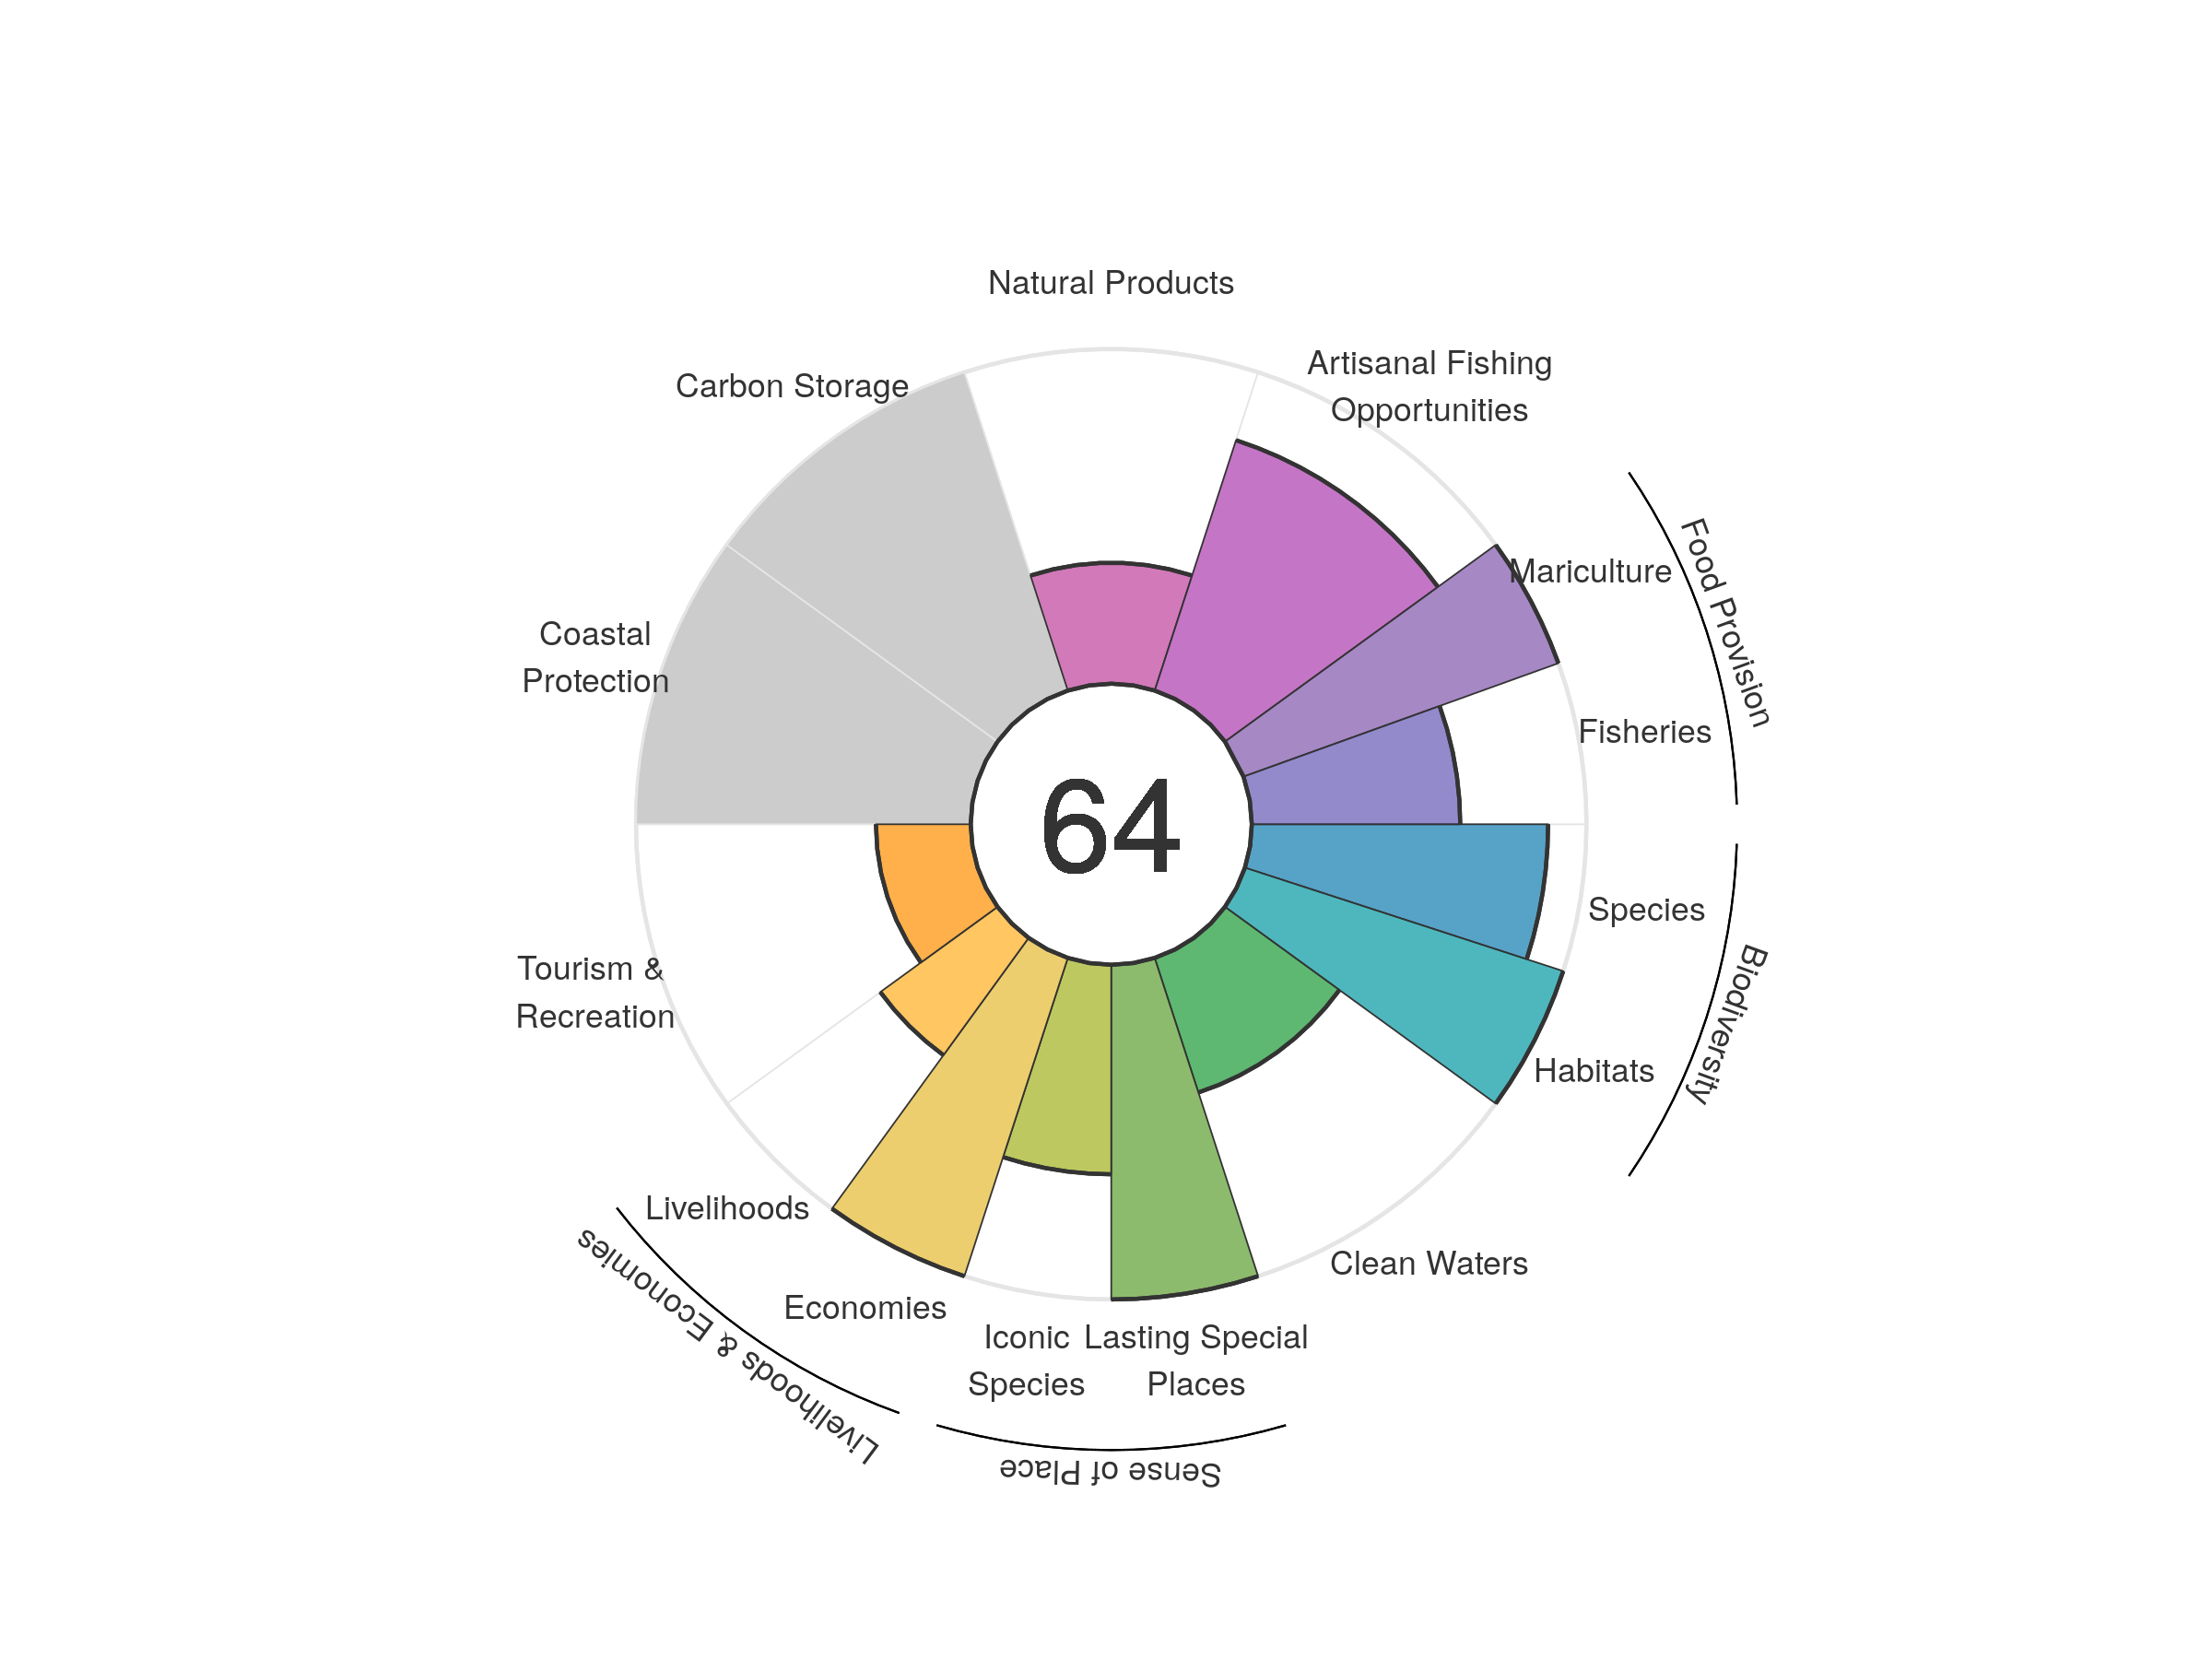 Natural Products
Artisanal Fishing
Opportunities
Carbon Storage
Mariculture
Food Provision
Coastal
Protection
Fisheries
64
Species
Biodiversity
Tourism &
Recreation
Habitats
Livelihoods
Clean Waters
Economies
Livelihoods & Economies
Iconic
Species
Lasting Special
Places
Sense of Place